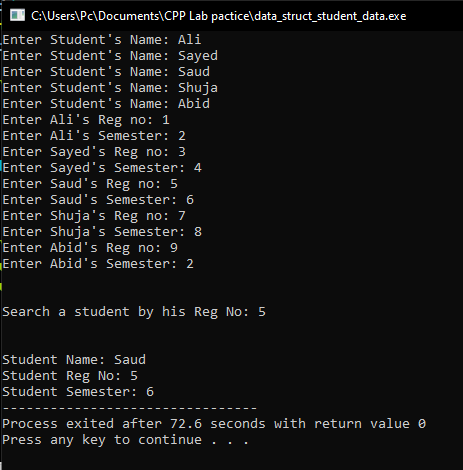 C:\Users\Pc\Documents\CPP Lab pactice\data_struct_student_data.exe
Enter Student's Name: Ali
Enter Student's Name: Sayed
Enter Student's Name: Saud
Enter Student's Name: Shuja
Enter Student's Name: Abid
Enter Ali's Reg no: 1
Enter Ali's Semester: 2
Enter Sayed's Reg no: 3
Enter Sayed's Semester: 4
Enter Saud's Reg no: 5
Enter Saud's Semester: 6
Enter Shuja's Reg no: 7
Enter Shuja's Semester: 8
Enter Abid's Reg no: 9
Enter Abid's Semester: 2
Search a student by his Reg No: 5
Student Name: Saud
Student Reg No: 5
Student Semester: 6
--------------------------------
Process exited after 72.6 seconds with return value 0
Press any key to continue . . .